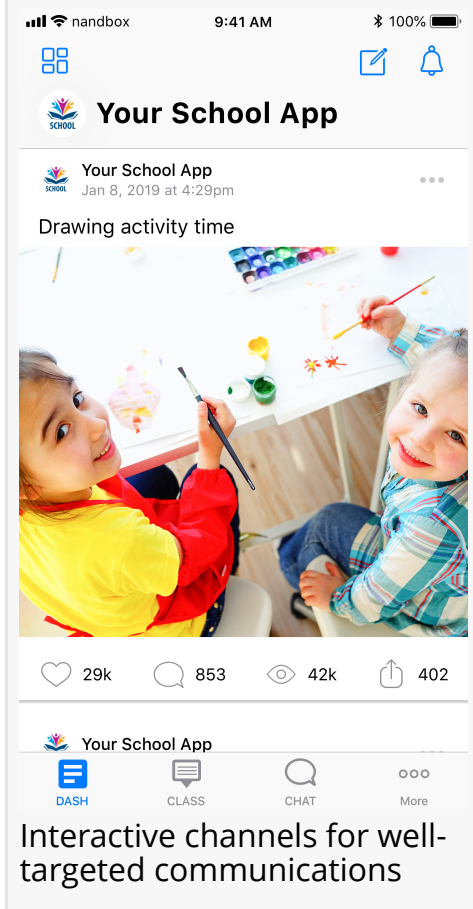 nandbox 9:41 AM 100%
SCHOOL Your School App
Your School App
SCHOOL Jan 8, 2019 at 4:29pm
Drawing activity time
29k 853 42k 402
Your School App
DASH CLASS CHAT More
Interactive channels for well-
targeted communications